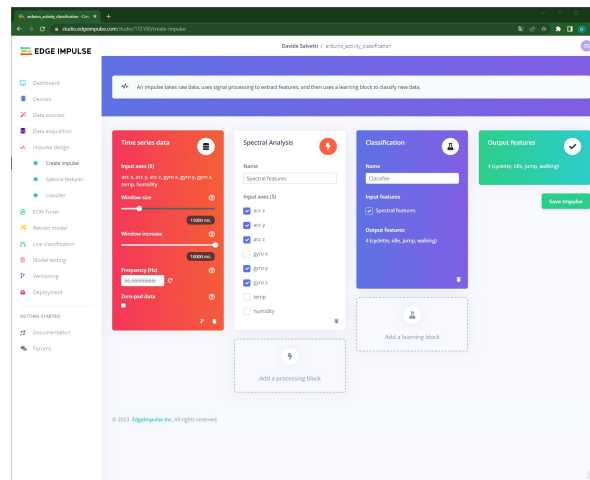 arduino_activity_classification - Cre
studio.edgeimpulse.com/studio/172100/create-impulse
EDGE IMPULSE
Davide Salvetti / arduino_activity_classification
An impulse takes raw data, uses signal processing to extract features, and then uses a learning block to classify new data.
Dashboard
Devices
Data sources
Data acquisition
Impulse design
Create impulse
Spectral features
Classifier
EON Tuner
Retrain model
Live classification
Model testing
Versioning
Deployment
GETTING STARTED
Documentation
Forums
Time series data
Input axes (8)
acc x, acc y, acc z, gyro x, gyro y, gyro z,
temp, humidity
Window size
15000 ms.
Window increase
10000 ms.
Frequency (Hz)
Zero-pad data
Spectral Analysis
Name
Spectral features
Input axes (5)
acc x
acc y
acc z
gyro x
gyro y
gyro z
temp
humidity
Add a processing block
Classification
Name
Classifier
Input features
Spectral features
Output features
4 (cyclette, idle, jump, walking)
Add a learning block
Output features
4 (cyclette, idle, jump, walking)
Save Impulse
© 2023 EdgeImpulse Inc. All rights reserved